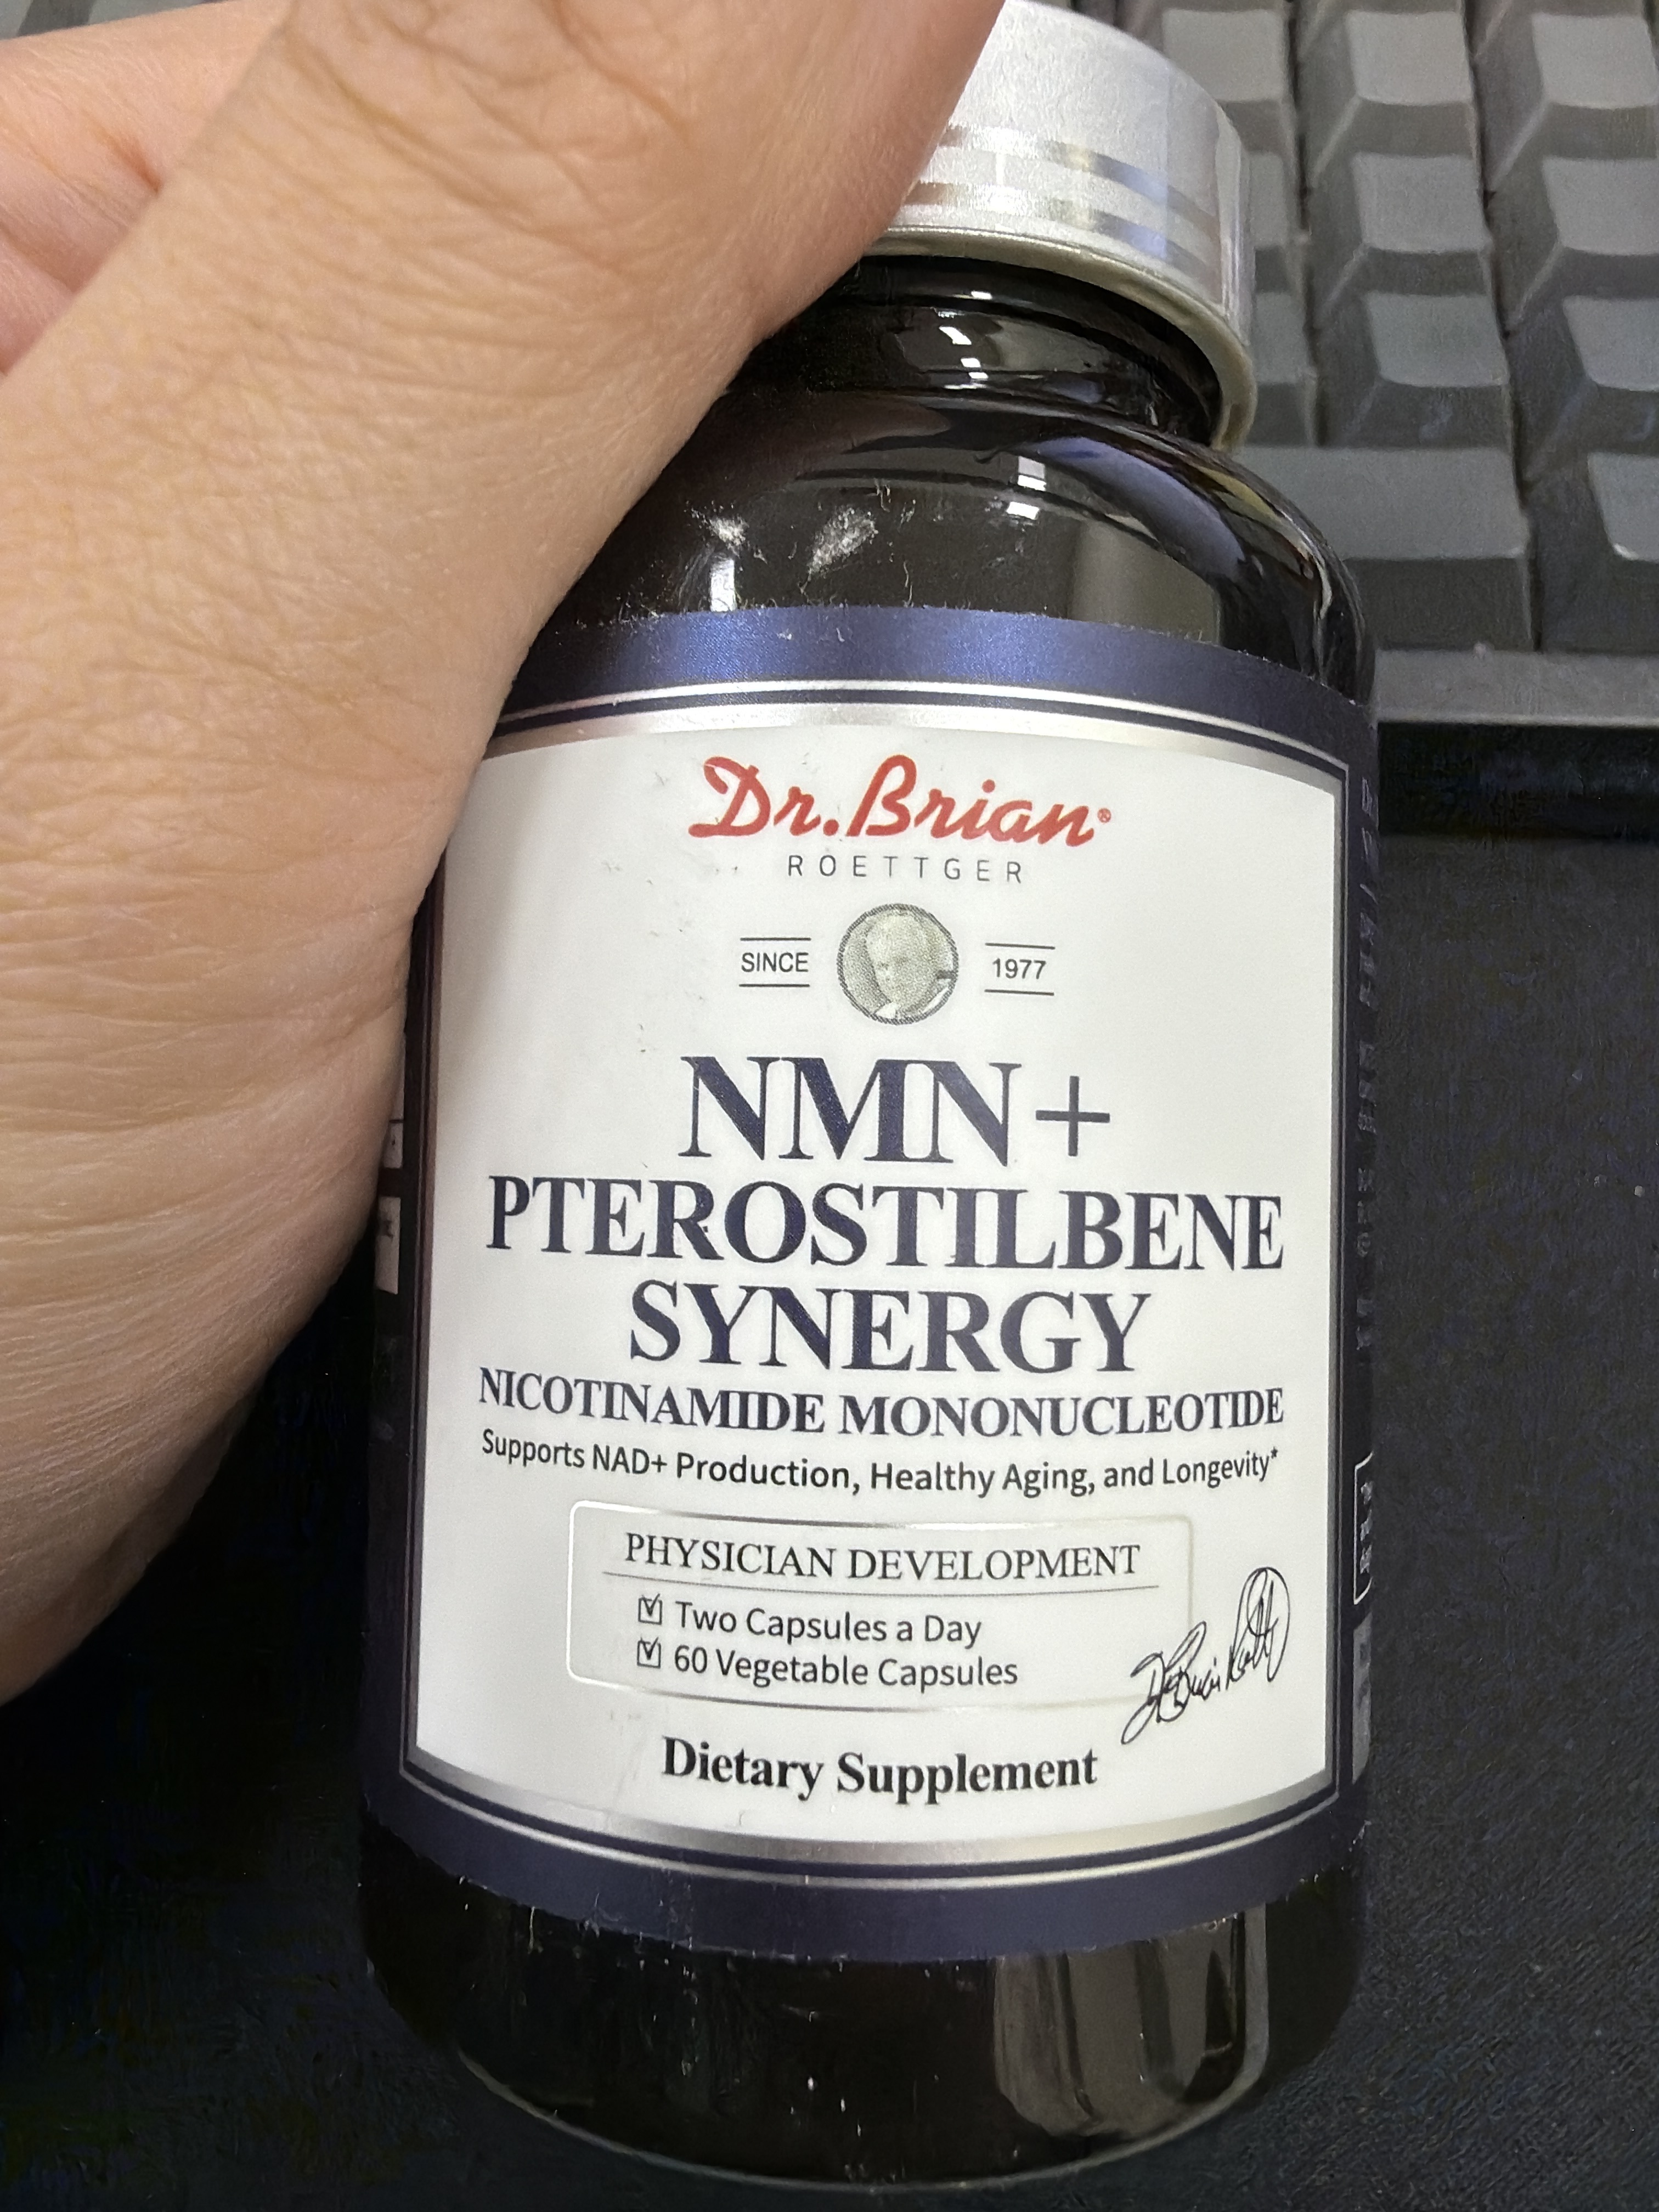 Dr.Brian®
ROETTGER
SINCE 1977
NMN+
PTEROSTILBENE
SYNERGY
NICOTINAMIDE MONONUCLEOTIDE
Supports NAD+ Production, Healthy Aging, and Longevity*
PHYSICIAN DEVELOPMENT
☑ Two Capsules a Day
☑ 60 Vegetable Capsules
Dietary Supplement